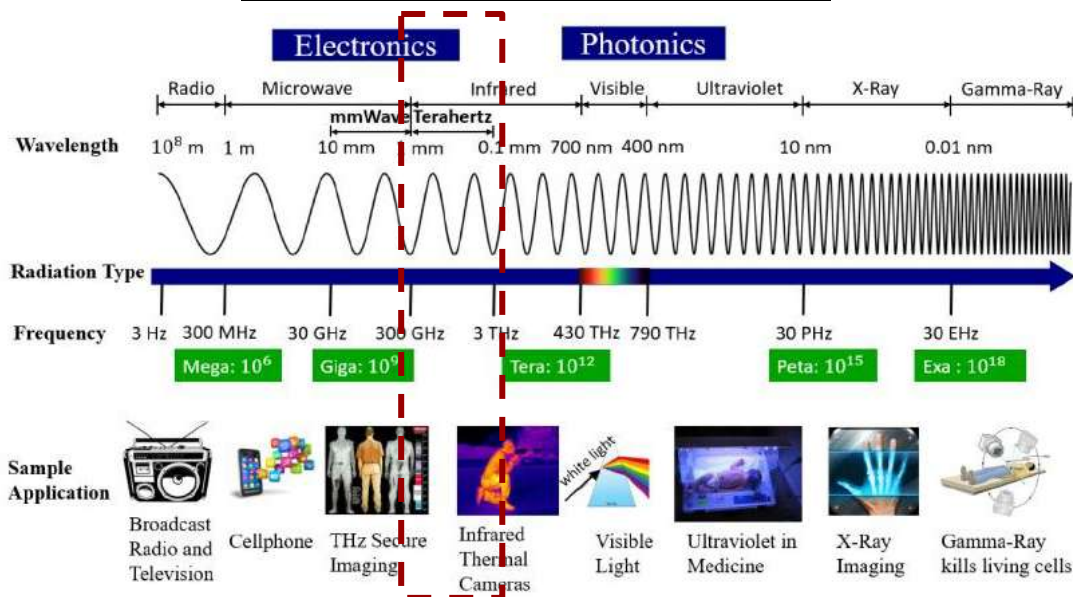 Electronics Photonics
Radio Microwave Infrared Visible Ultraviolet X-Ray Gamma-Ray
mmWave Terahertz
Wavelength 10⁸ m 1 m 10 mm mm 0.1 mm 700 nm 400 nm 10 nm 0.01 nm
Radiation Type
Frequency 3 Hz 300 MHz 30 GHz 300 GHz 3 THz 430 THz 790 THz 30 PHz 30 EHz
Mega: 10⁶ Giga: 10⁹ Tera: 10¹² Peta: 10¹⁵ Exa : 10¹⁸
white light
Sample
Application
Broadcast
Radio and
Television
Cellphone
THz Secure
Imaging
Infrared
Thermal
Cameras
Visible
Light
Ultraviolet in
Medicine
X-Ray
Imaging
Gamma-Ray
kills living cells